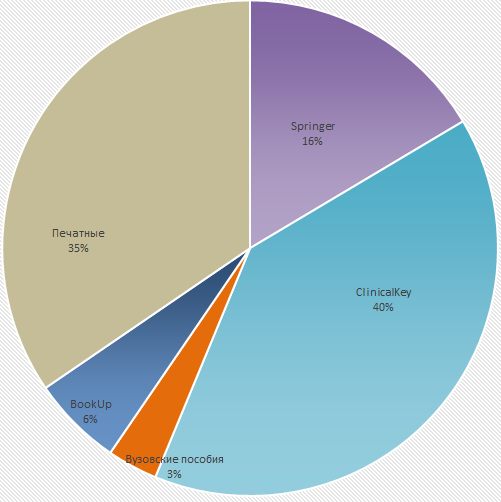 Springer
16%
ClinicalKey
40%
Вузовские пособия
3%
BookUp
6%
Печатные
35%